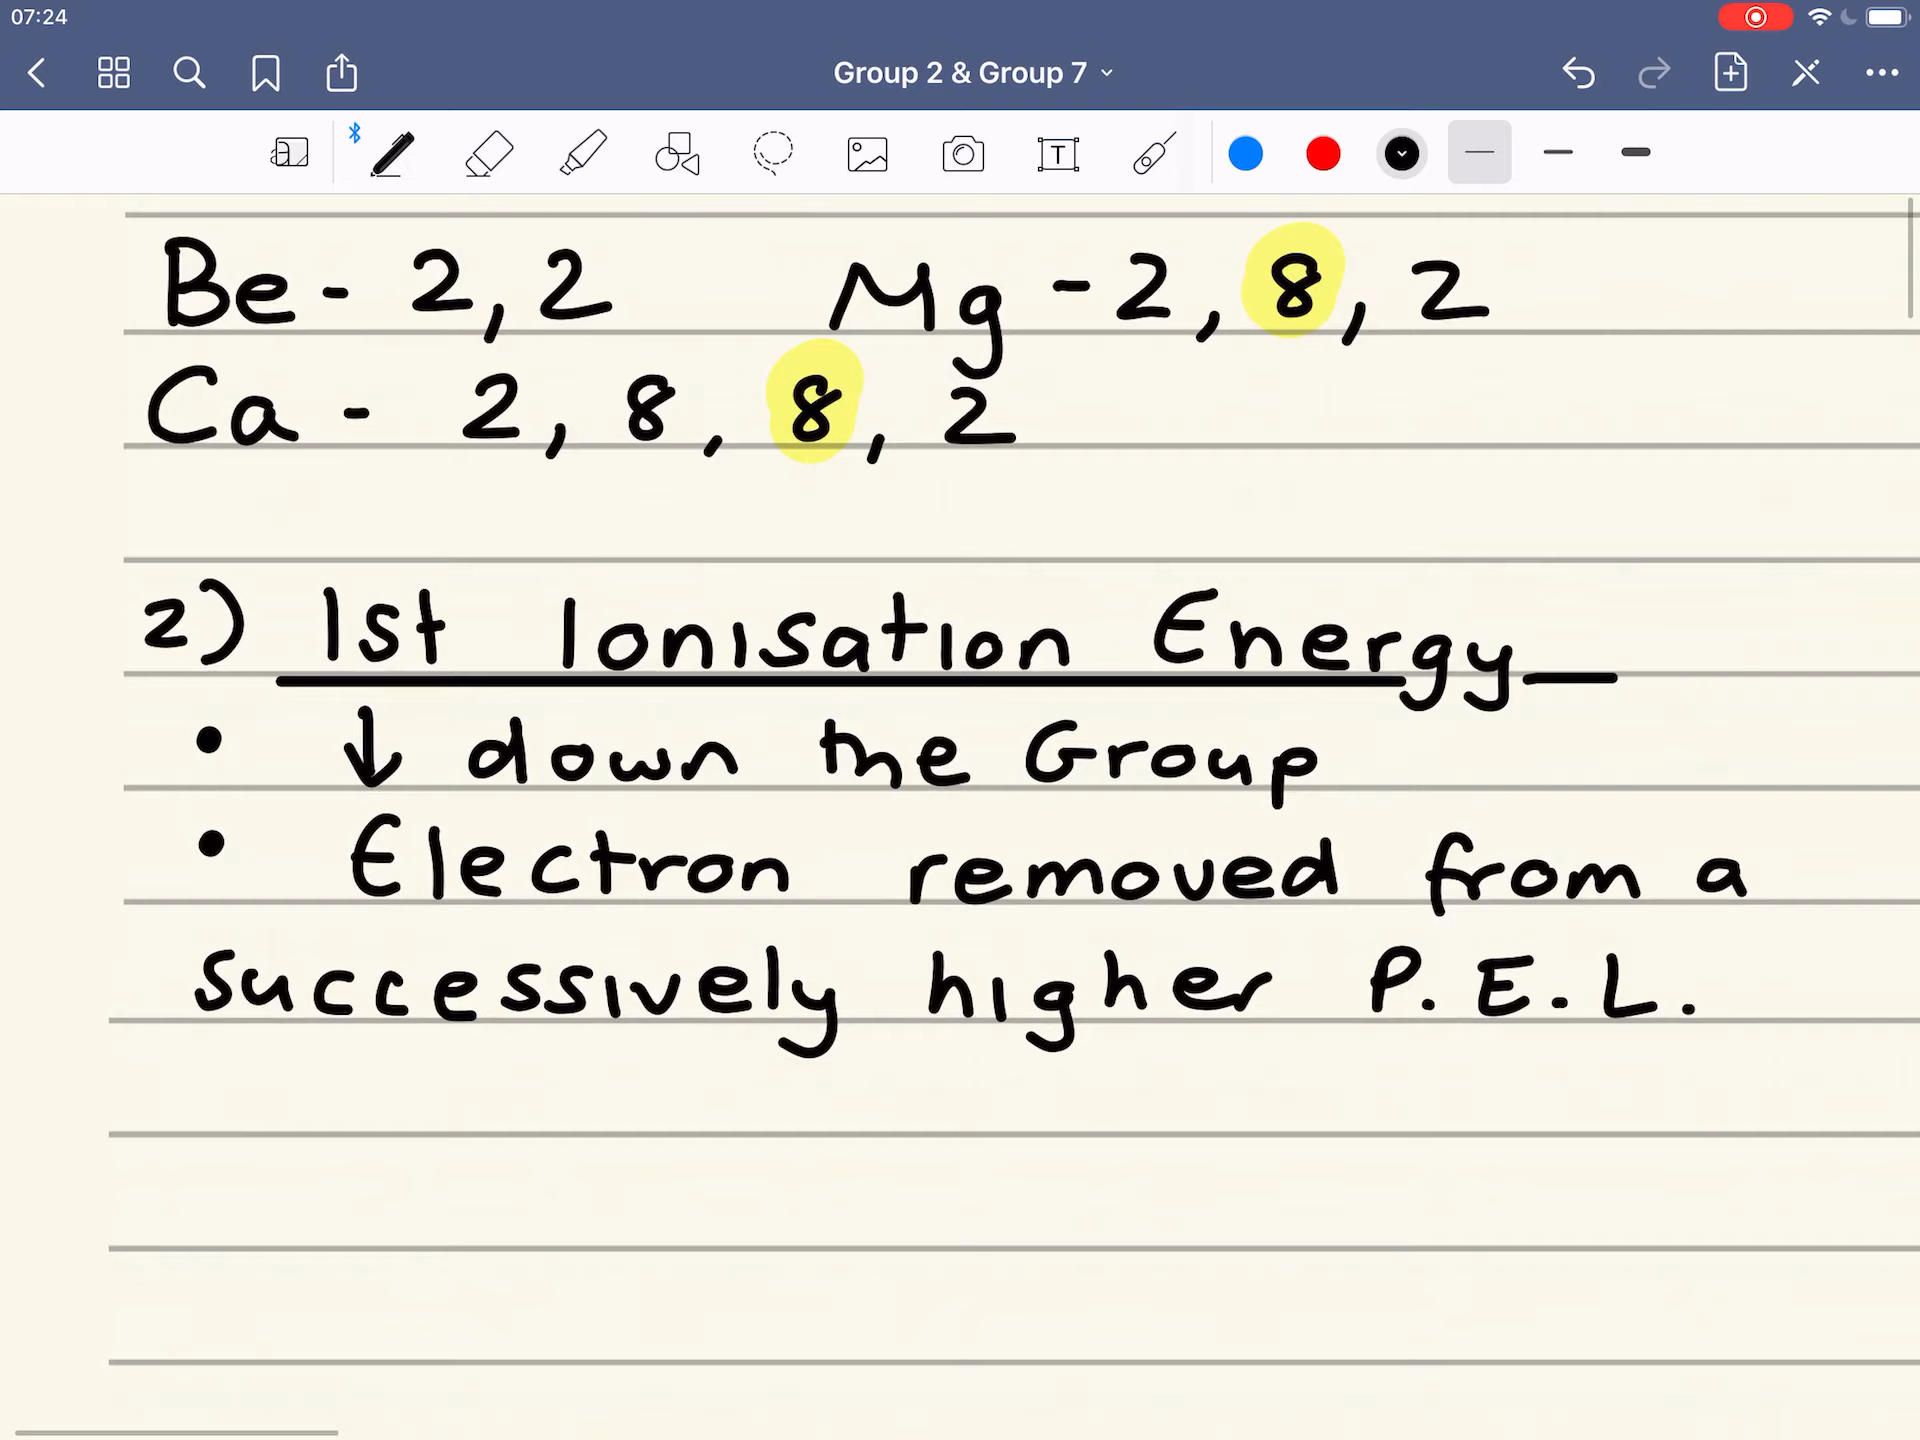 07:24
Group 2 & Group 7
Be - 2, 2 Mg - 2, 8, 2
Ca - 2, 8, 8, 2
2) 1st Ionisation Energy
• ↓ down the Group
• Electron removed from a
successively higher P.E.L.